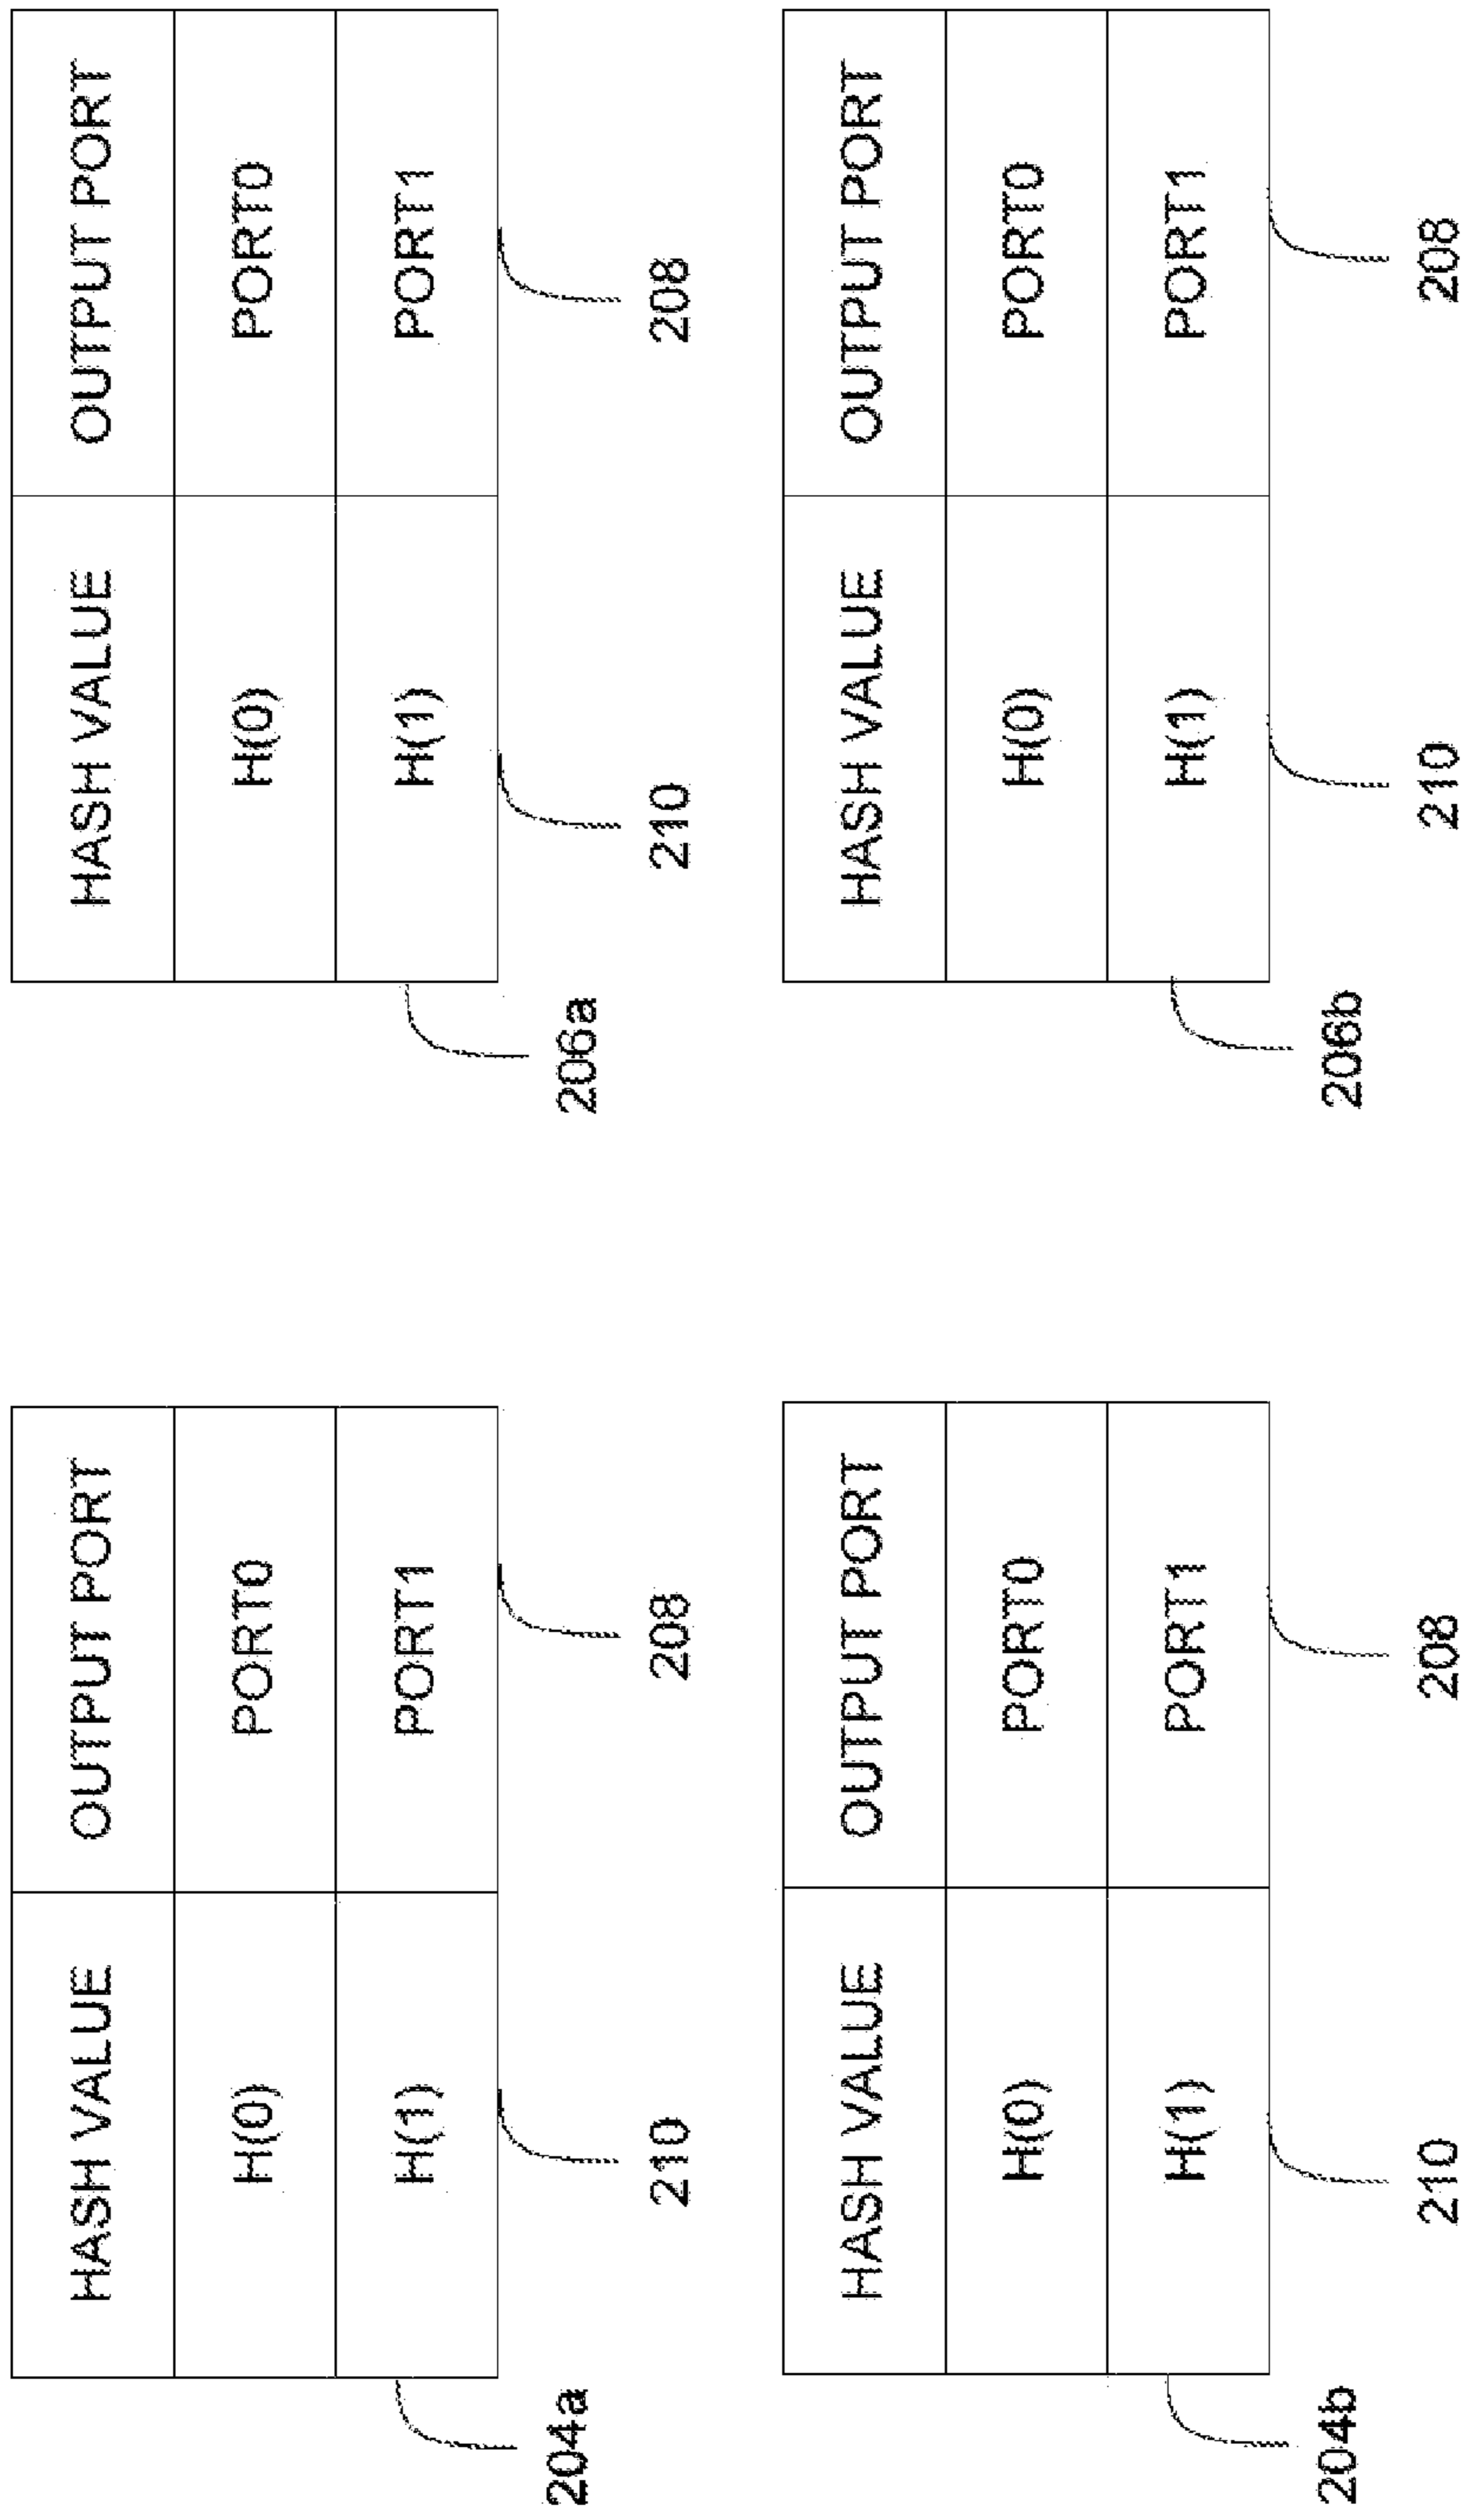 HASH VALUE OUTPUT PORT
H(0) PORT0
H(1) PORT1
204a
210 208
HASH VALUE OUTPUT PORT
H(0) PORT0
H(1) PORT1
206a
210 208
HASH VALUE OUTPUT PORT
H(0) PORT0
H(1) PORT1
204b
210 208
HASH VALUE OUTPUT PORT
H(0) PORT0
H(1) PORT1
206b
210 208